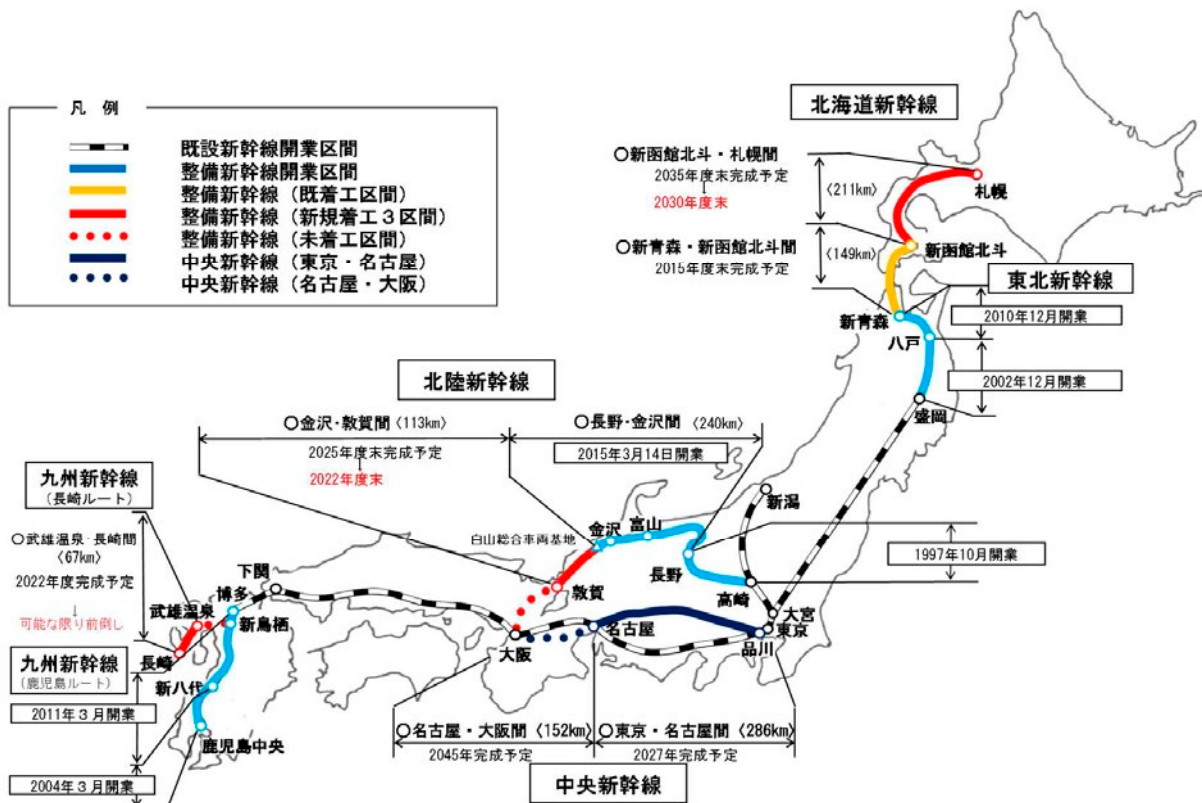 凡 例
既設新幹線開業区間
整備新幹線開業区間
整備新幹線（既着工区間）
整備新幹線（新規着工３区間）
整備新幹線（未着工区間）
中央新幹線（東京・名古屋）
中央新幹線（名古屋・大阪）
北海道新幹線
○新函館北斗・札幌間
2035年度末完成予定
↓
2030年度末
〈211km〉
札幌
○新青森・新函館北斗間
2015年度末完成予定
〈149km〉
新函館北斗
東北新幹線
新青森
2010年12月開業
八戸
2002年12月開業
盛岡
北陸新幹線
○金沢・敦賀間〈113km〉
2025年度末完成予定
↓
2022年度末
○長野・金沢間 〈240km〉
2015年3月14日開業
九州新幹線
（長崎ルート）
○武雄温泉・長崎間
〈67km〉
2022年度完成予定
↓
可能な限り前倒し
新潟
白山総合車両基地
金沢
富山
長野
1997年10月開業
高崎
敦賀
大宮
東京
品川
名古屋
大阪
下関
博多
武雄温泉
新鳥栖
長崎
九州新幹線
（鹿児島ルート）
新八代
2011年３月開業
鹿児島中央
2004年３月開業
○名古屋・大阪間〈152km〉
2045年完成予定
○東京・名古屋間〈286km〉
2027年完成予定
中央新幹線